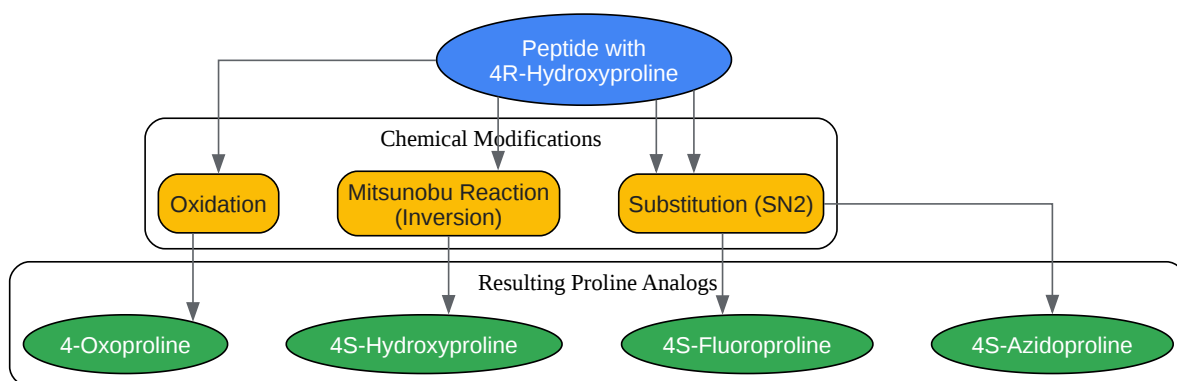 Peptide with
4R-Hydroxyproline
Chemical Modifications
Oxidation
Mitsunobu Reaction
(Inversion)
Substitution (SN2)
Resulting Proline Analogs
4-Oxoproline
4S-Hydroxyproline
4S-Fluoroproline
4S-Azidoproline